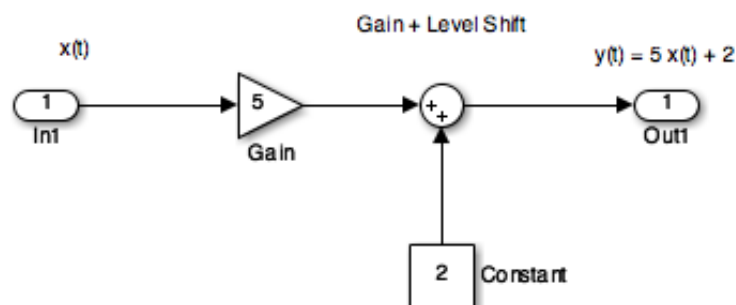 Gain + Level Shift
x(t)
y(t) = 5 x(t) + 2
1
In1
5
Gain
++
1
Out1
2
Constant